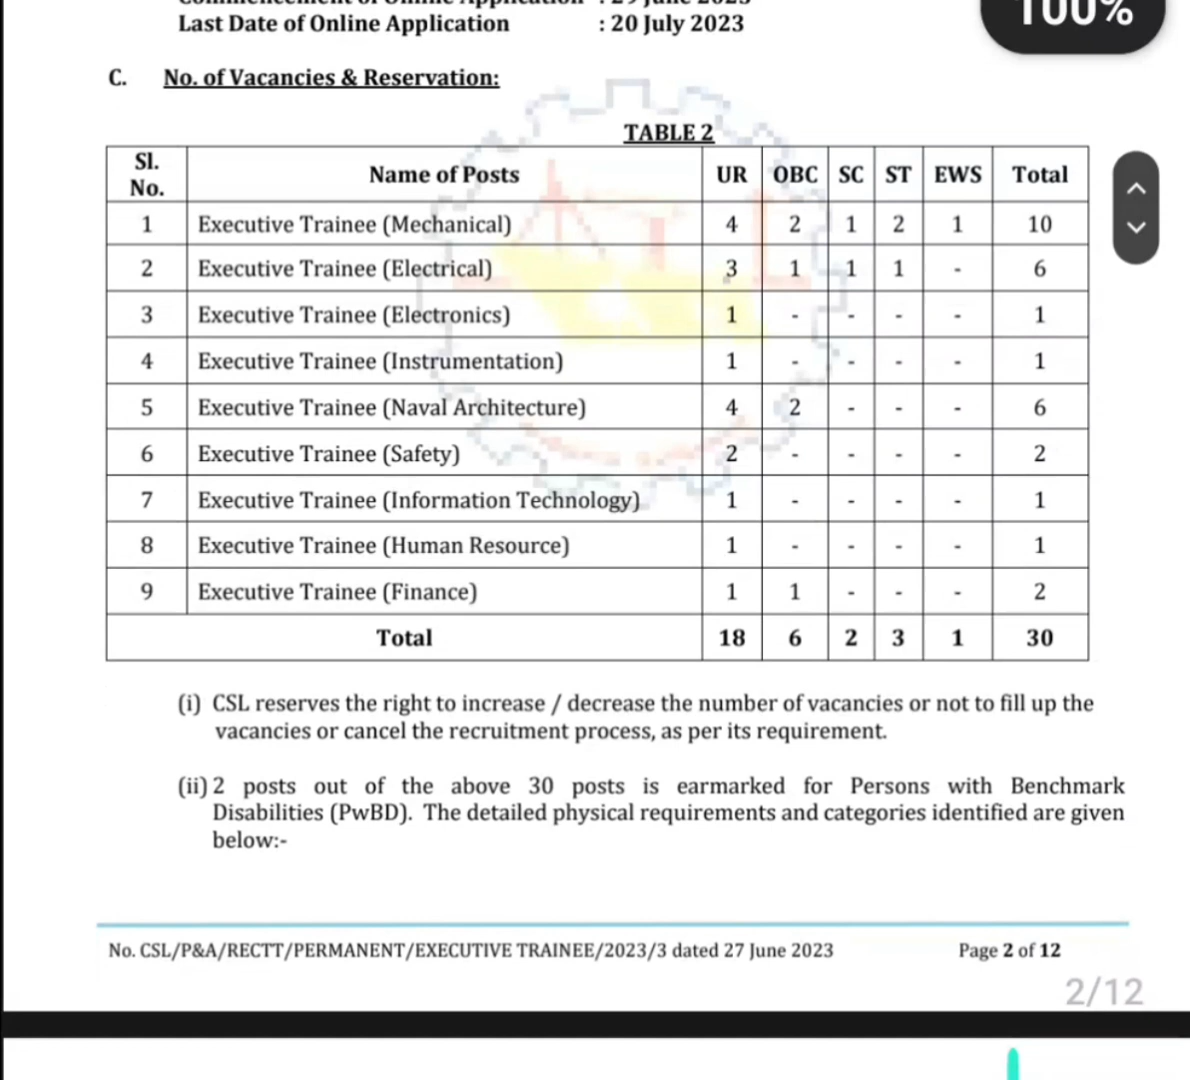 Commencement of Online Application : 29 June 2023
Last Date of Online Application : 20 July 2023
100%
C. No. of Vacancies & Reservation:
TABLE 2
Sl. No. Name of Posts UR OBC SC ST EWS Total
1 Executive Trainee (Mechanical) 4 2 1 2 1 10
2 Executive Trainee (Electrical) 3 1 1 1 - 6
3 Executive Trainee (Electronics) 1 - - - - 1
4 Executive Trainee (Instrumentation) 1 - - - - 1
5 Executive Trainee (Naval Architecture) 4 2 - - - 6
6 Executive Trainee (Safety) 2 - - - - 2
7 Executive Trainee (Information Technology) 1 - - - - 1
8 Executive Trainee (Human Resource) 1 - - - - 1
9 Executive Trainee (Finance) 1 1 - - - 2
Total 18 6 2 3 1 30
(i) CSL reserves the right to increase / decrease the number of vacancies or not to fill up the
vacancies or cancel the recruitment process, as per its requirement.
(ii) 2 posts out of the above 30 posts is earmarked for Persons with Benchmark
Disabilities (PwBD). The detailed physical requirements and categories identified are given
below:-
No. CSL/P&A/RECTT/PERMANENT/EXECUTIVE TRAINEE/2023/3 dated 27 June 2023 Page 2 of 12
2/12